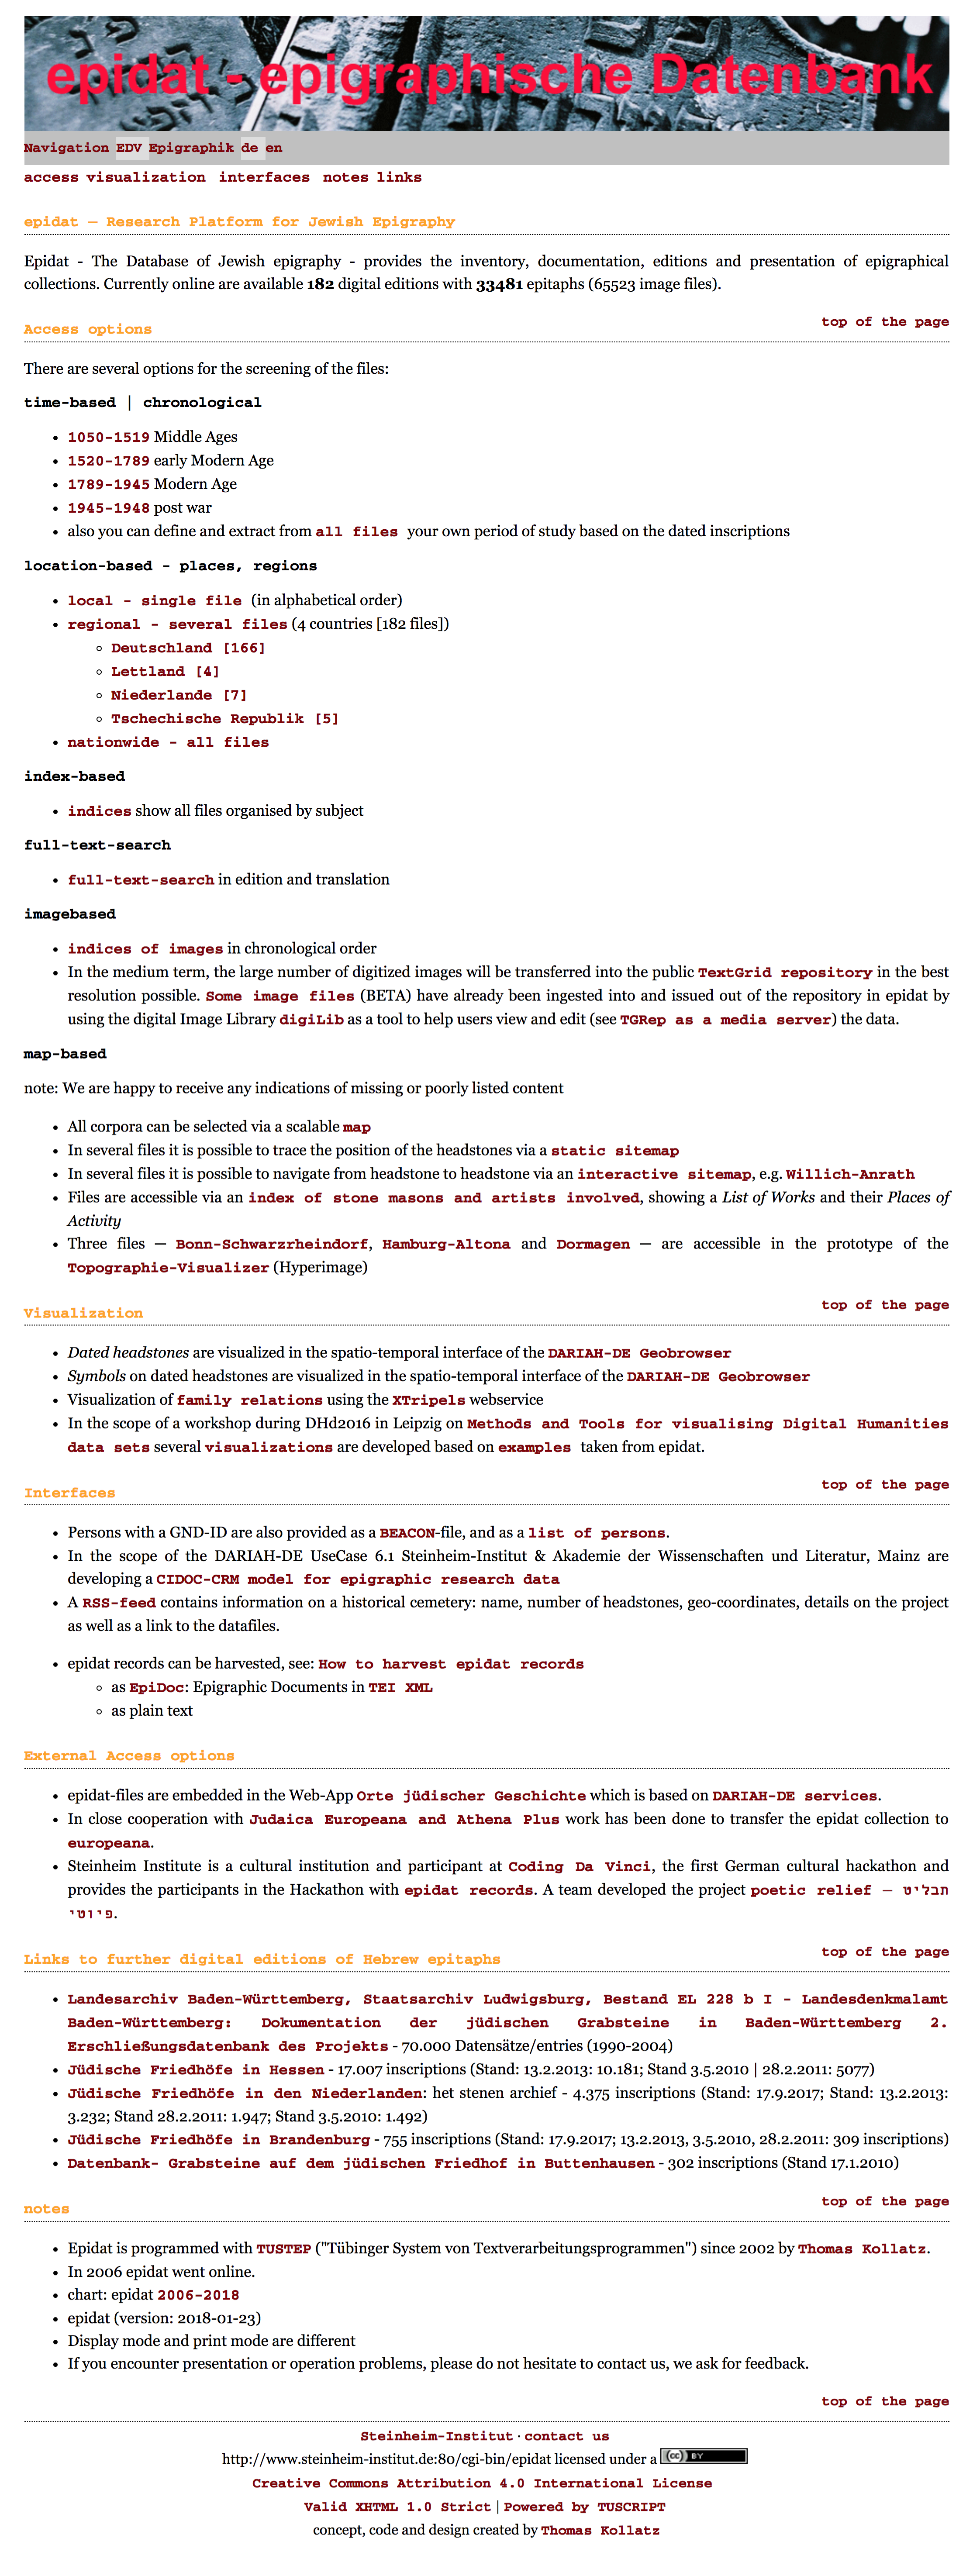 epidat - epigraphische Datenbank
Navigation EDV Epigraphik de en
access visualization interfaces notes links
epidat — Research Platform for Jewish Epigraphy
Epidat - The Database of Jewish epigraphy - provides the inventory, documentation, editions and presentation of epigraphical
collections. Currently online are available 182 digital editions with 33481 epitaphs (65523 image files).
top of the page
Access options
There are several options for the screening of the files:
time-based | chronological
• 1050-1519 Middle Ages
• 1520-1789 early Modern Age
• 1789-1945 Modern Age
• 1945-1948 post war
• also you can define and extract from all files your own period of study based on the dated inscriptions
location-based - places, regions
• local - single file (in alphabetical order)
• regional - several files (4 countries [182 files])
◦ Deutschland [166]
◦ Lettland [4]
◦ Niederlande [7]
◦ Tschechische Republik [5]
• nationwide - all files
index-based
• indices show all files organised by subject
full-text-search
• full-text-search in edition and translation
imagebased
• indices of images in chronological order
• In the medium term, the large number of digitized images will be transferred into the public TextGrid repository in the best
resolution possible. Some image files (BETA) have already been ingested into and issued out of the repository in epidat by
using the digital Image Library digiLib as a tool to help users view and edit (see TGRep as a media server) the data.
map-based
note: We are happy to receive any indications of missing or poorly listed content
• All corpora can be selected via a scalable map
• In several files it is possible to trace the position of the headstones via a static sitemap
• In several files it is possible to navigate from headstone to headstone via an interactive sitemap, e.g. Willich-Anrath
• Files are accessible via an index of stone masons and artists involved, showing a List of Works and their Places of
Activity
• Three files — Bonn-Schwarzrheindorf, Hamburg-Altona and Dormagen — are accessible in the prototype of the
Topographie-Visualizer (Hyperimage)
top of the page
Visualization
• Dated headstones are visualized in the spatio-temporal interface of the DARIAH-DE Geobrowser
• Symbols on dated headstones are visualized in the spatio-temporal interface of the DARIAH-DE Geobrowser
• Visualization of family relations using the XTripels webservice
• In the scope of a workshop during DHd2016 in Leipzig on Methods and Tools for visualising Digital Humanities
data sets several visualizations are developed based on examples taken from epidat.
top of the page
Interfaces
• Persons with a GND-ID are also provided as a BEACON-file, and as a list of persons.
• In the scope of the DARIAH-DE UseCase 6.1 Steinheim-Institut & Akademie der Wissenschaften und Literatur, Mainz are
developing a CIDOC-CRM model for epigraphic research data
• A RSS-feed contains information on a historical cemetery: name, number of headstones, geo-coordinates, details on the project
as well as a link to the datafiles.
• epidat records can be harvested, see: How to harvest epidat records
◦ as EpiDoc: Epigraphic Documents in TEI XML
◦ as plain text
External Access options
• epidat-files are embedded in the Web-App Orte jüdischer Geschichte which is based on DARIAH-DE services.
• In close cooperation with Judaica Europeana and Athena Plus work has been done to transfer the epidat collection to
europeana.
• Steinheim Institute is a cultural institution and participant at Coding Da Vinci, the first German cultural hackathon and
provides the participants in the Hackathon with epidat records. A team developed the project poetic relief — תבליט
פיוטי.
top of the page
Links to further digital editions of Hebrew epitaphs
• Landesarchiv Baden-Württemberg, Staatsarchiv Ludwigsburg, Bestand EL 228 b I - Landesdenkmalamt
Baden-Württemberg: Dokumentation der jüdischen Grabsteine in Baden-Württemberg 2.
Erschließungsdatenbank des Projekts - 70.000 Datensätze/entries (1990-2004)
• Jüdische Friedhöfe in Hessen - 17.007 inscriptions (Stand: 13.2.2013: 10.181; Stand 3.5.2010 | 28.2.2011: 5077)
• Jüdische Friedhöfe in den Niederlanden: het stenen archief - 4.375 inscriptions (Stand: 17.9.2017; Stand: 13.2.2013:
3.232; Stand 28.2.2011: 1.947; Stand 3.5.2010: 1.492)
• Jüdische Friedhöfe in Brandenburg - 755 inscriptions (Stand: 17.9.2017; 13.2.2013, 3.5.2010, 28.2.2011: 309 inscriptions)
• Datenbank- Grabsteine auf dem jüdischen Friedhof in Buttenhausen - 302 inscriptions (Stand 17.1.2010)
top of the page
notes
• Epidat is programmed with TUSTEP ("Tübinger System von Textverarbeitungsprogrammen") since 2002 by Thomas Kollatz.
• In 2006 epidat went online.
• chart: epidat 2006-2018
• epidat (version: 2018-01-23)
• Display mode and print mode are different
• If you encounter presentation or operation problems, please do not hesitate to contact us, we ask for feedback.
top of the page
Steinheim-Institut · contact us
http://www.steinheim-institut.de:80/cgi-bin/epidat licensed under a cc BY
Creative Commons Attribution 4.0 International License
Valid XHTML 1.0 Strict | Powered by TUSCRIPT
concept, code and design created by Thomas Kollatz